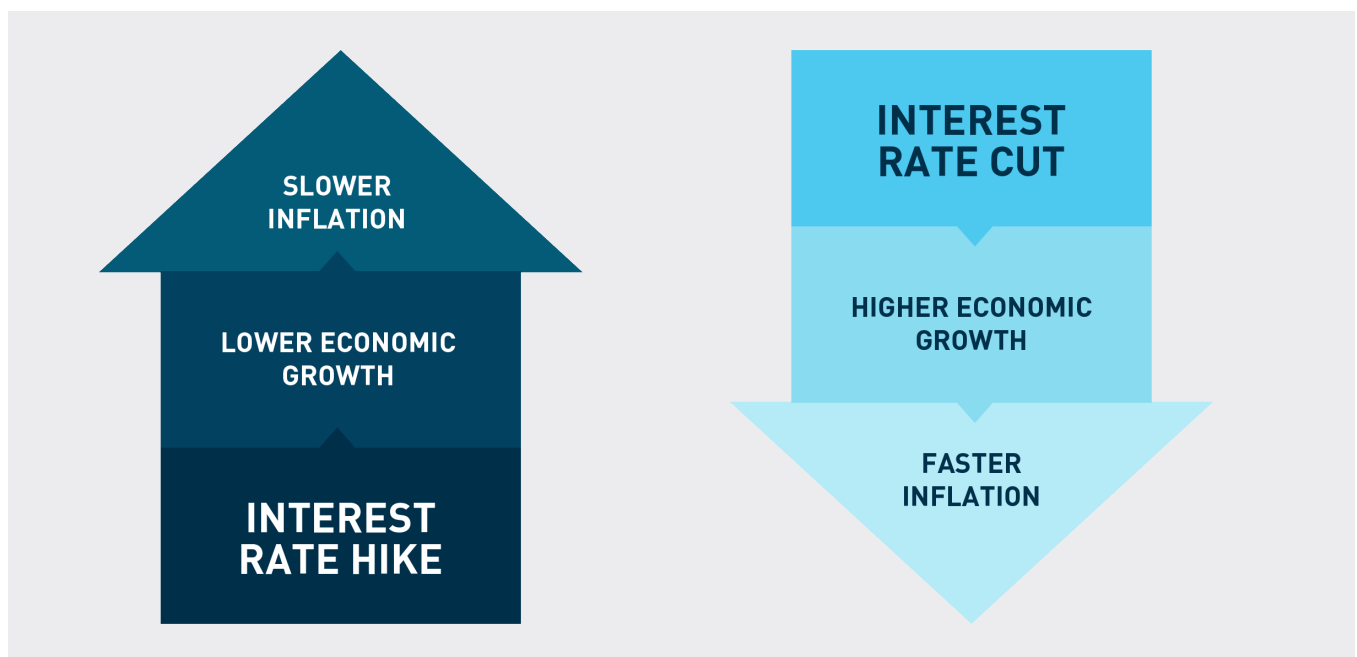 SLOWER
INFLATION
LOWER ECONOMIC
GROWTH
INTEREST
RATE HIKE
INTEREST
RATE CUT
HIGHER ECONOMIC
GROWTH
FASTER
INFLATION